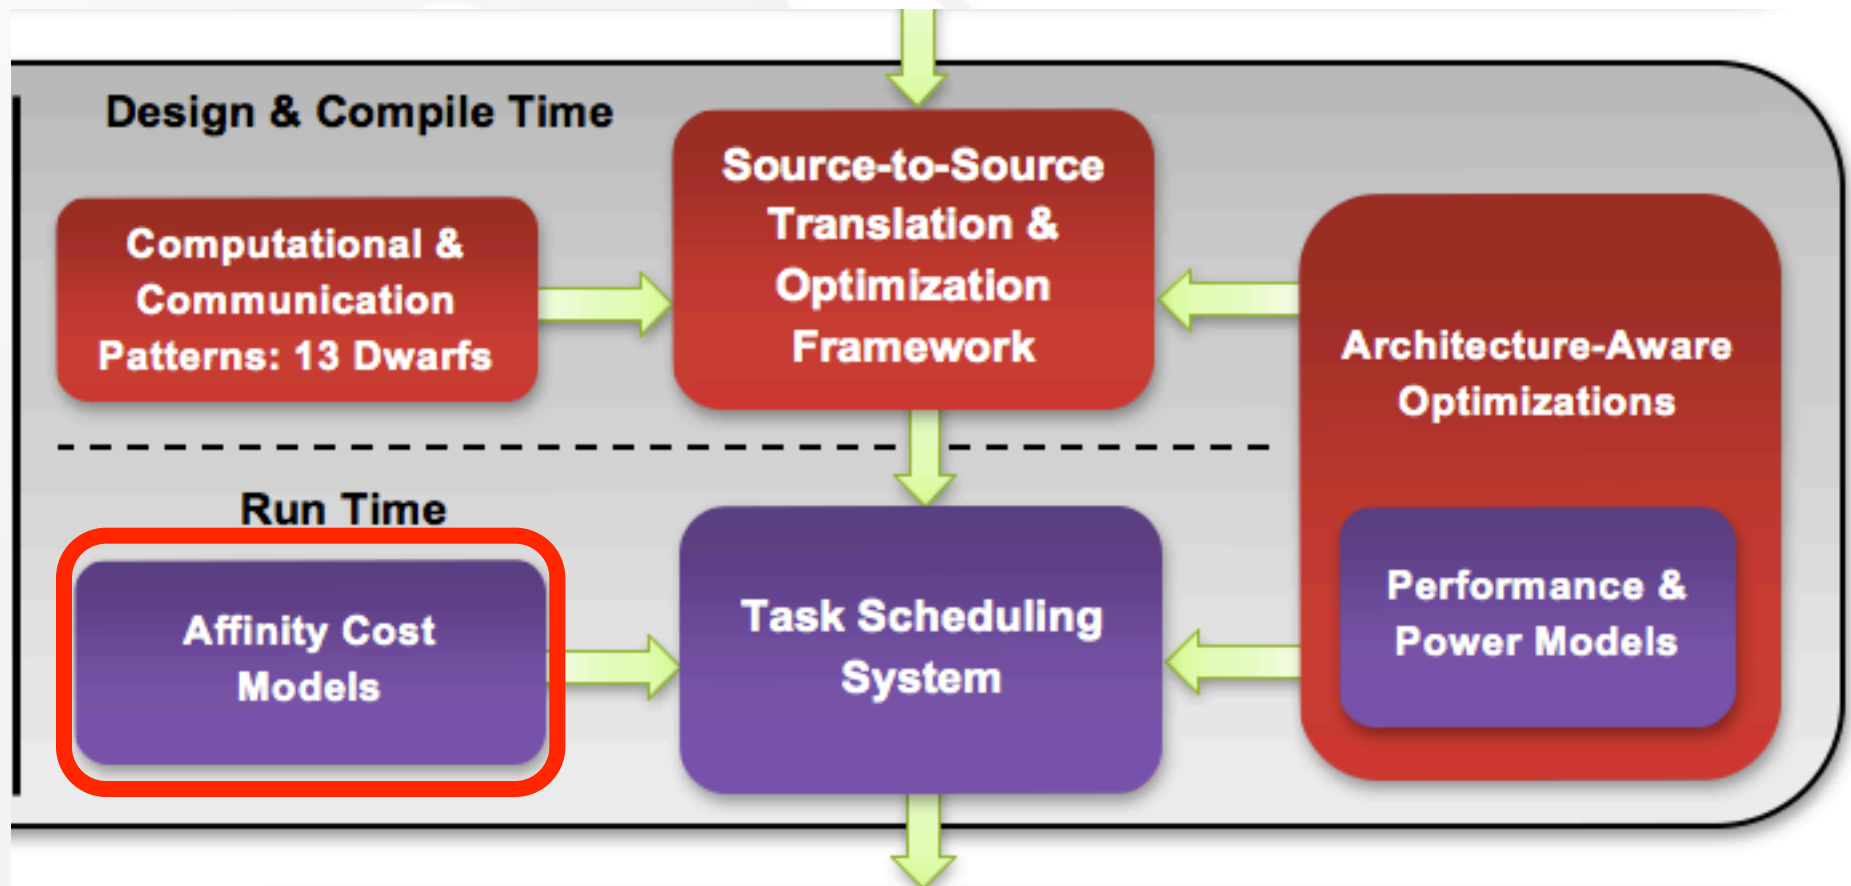 Design & Compile Time
Computational &
Communication
Patterns: 13 Dwarfs
Source-to-Source
Translation &
Optimization
Framework
Architecture-Aware
Optimizations
Run Time
Affinity Cost
Models
Task Scheduling
System
Performance &
Power Models